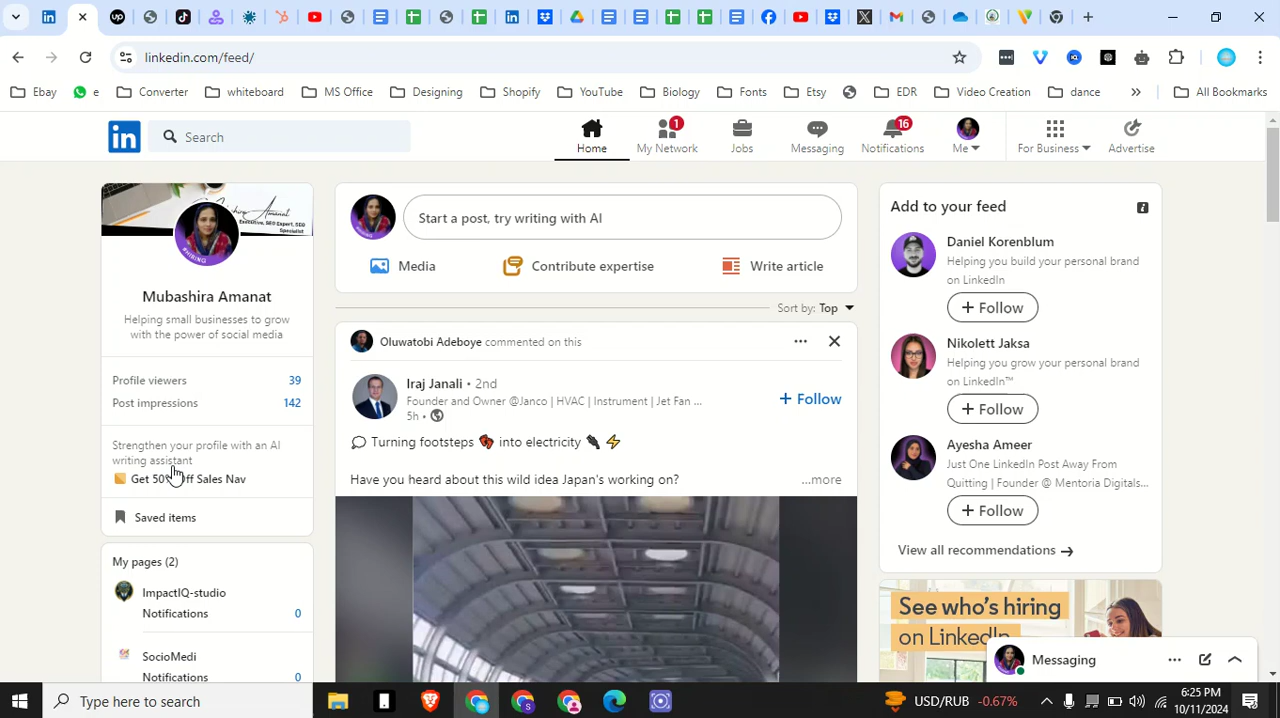 linkedin.com/feed/
Ebay
e
Converter
whiteboard
MS Office
Designing
Shopify
YouTube
Biology
Fonts
Etsy
EDR
Video Creation
dance
»
All Bookmarks
in
Search
Home
1
My Network
Jobs
Messaging
16
Notifications
Me
For Business
Advertise
Amanat
Executive, SEO Expert, SEO
Specialist
#HIRING
Mubashira Amanat
Helping small businesses to grow
with the power of social media
Profile viewers 39
Post impressions 142
Strengthen your profile with an AI
writing assistant
Get 50% Off Sales Nav
Saved items
My pages (2)
ImpactIQ-studio
Notifications 0
SocioMedi
Notifications 0
Start a post, try writing with AI
Media
Contribute expertise
Write article
Sort by: Top
Oluwatobi Adeboye commented on this
Iraj Janali • 2nd
Founder and Owner @Janco | HVAC | Instrument | Jet Fan ...
5h •
+ Follow
💭 Turning footsteps 👣 into electricity 🔌 ⚡
Have you heard about this wild idea Japan's working on?
...more
Add to your feed
Daniel Korenblum
Helping you build your personal brand
on LinkedIn
+ Follow
Nikolett Jaksa
Helping you grow your personal brand
on LinkedIn™
+ Follow
Ayesha Ameer
Just One LinkedIn Post Away From
Quitting | Founder @ Mentoria Digitals...
+ Follow
View all recommendations →
See who's hiring
on LinkedIn
Messaging
Type here to search
USD/RUB -0.67%
6:25 PM
10/11/2024